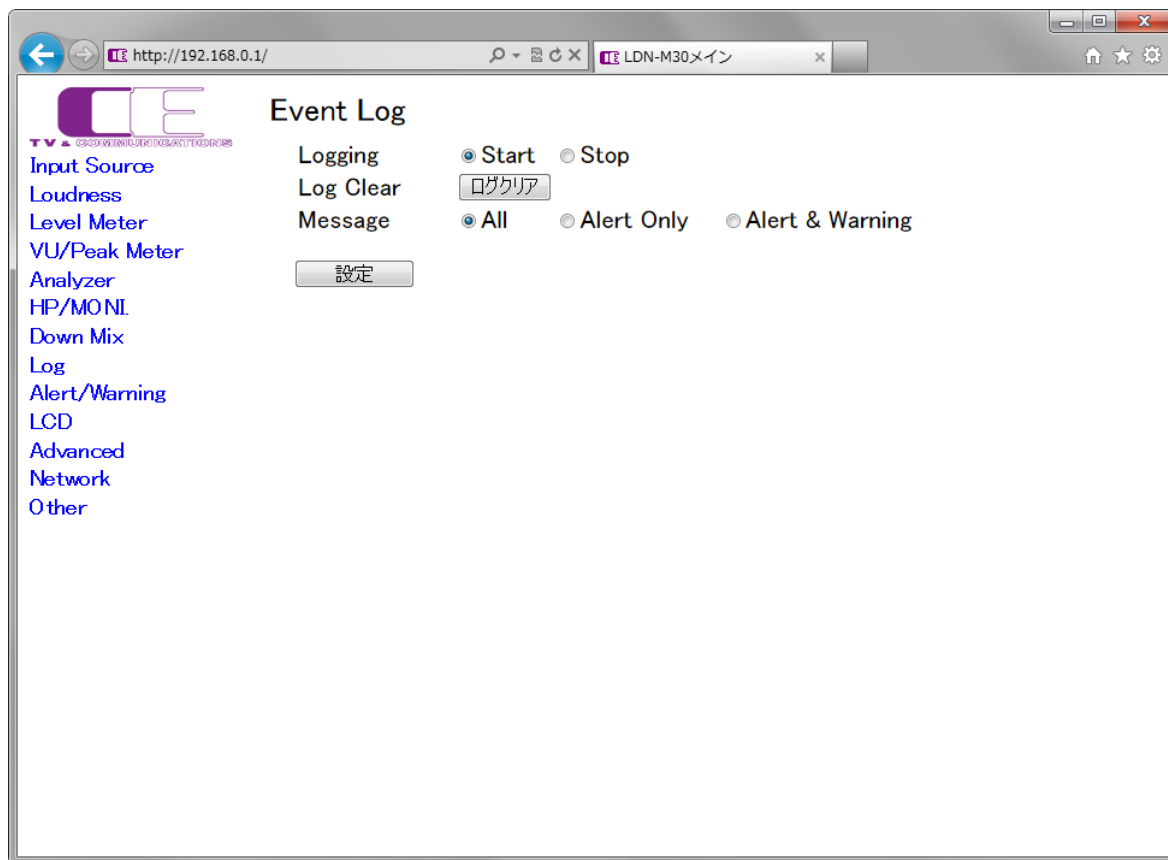 http://192.168.0.1/
LDN-M30メイン
TV & COMMUNICATIONS
Input Source
Loudness
Level Meter
VU/Peak Meter
Analyzer
HP/MONI.
Down Mix
Log
Alert/Warning
LCD
Advanced
Network
Other
Event Log
Logging Start Stop
Log Clear ログクリア
Message All Alert Only Alert & Warning
設定